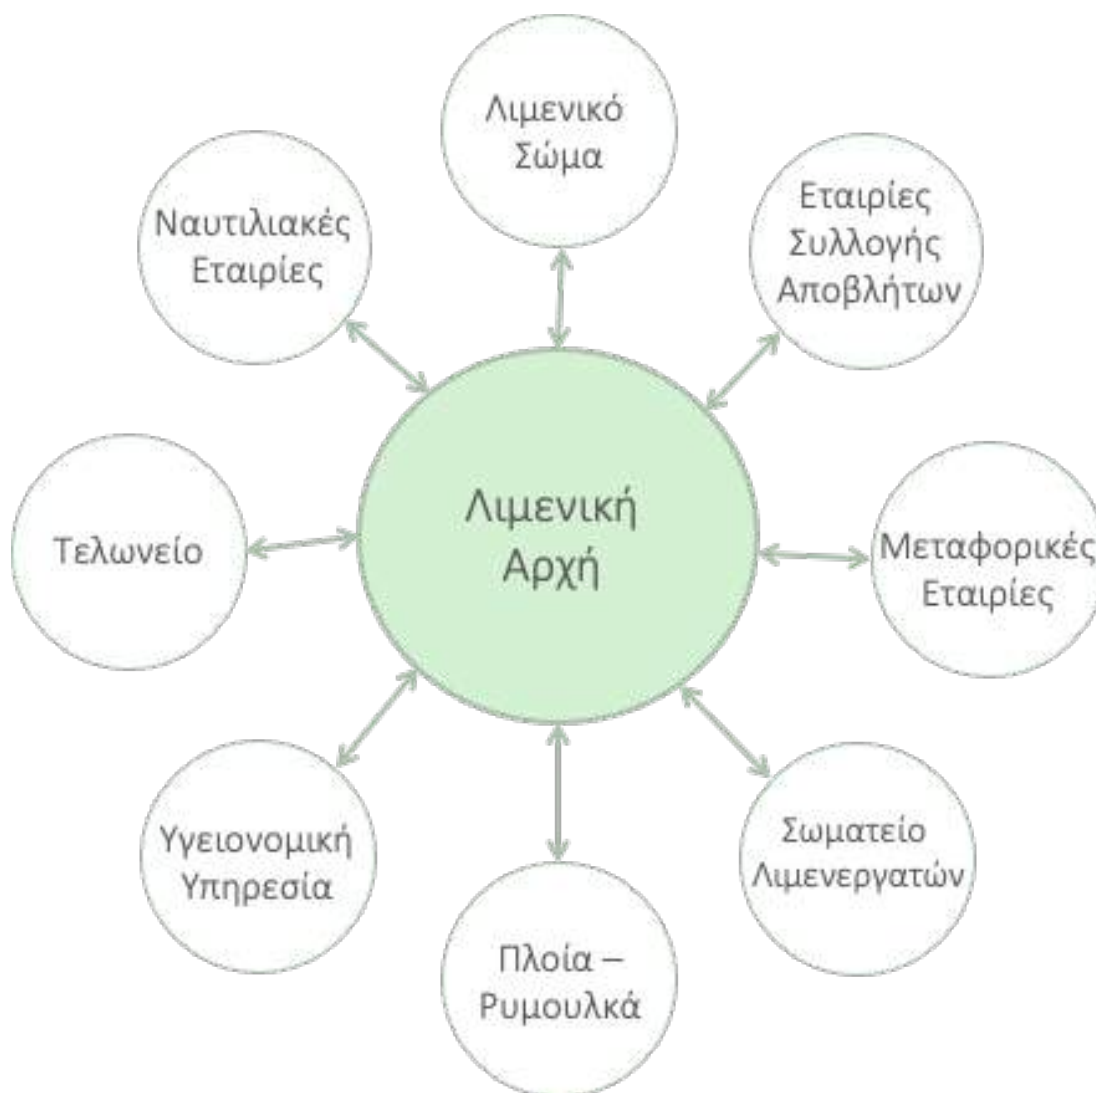 Λιμενικό
Σώμα
Ναυτιλιακές
Εταιρίες
Εταιρίες
Συλλογής
Αποβλήτων
Τελωνείο
Λιμενική
Αρχή
Μεταφορικές
Εταιρίες
Υγειονομική
Υπηρεσία
Πλοία –
Ρυμουλκά
Σωματείο
Λιμενεργατών